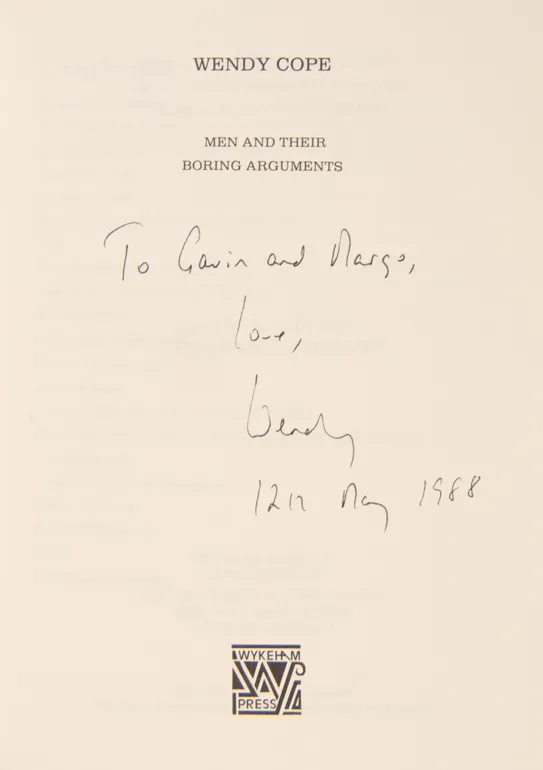 WENDY COPE
MEN AND THEIR
BORING ARGUMENTS
To Gavin and Margo,
love,
Wendy
12th May 1988
WYKEHAM
PRESS